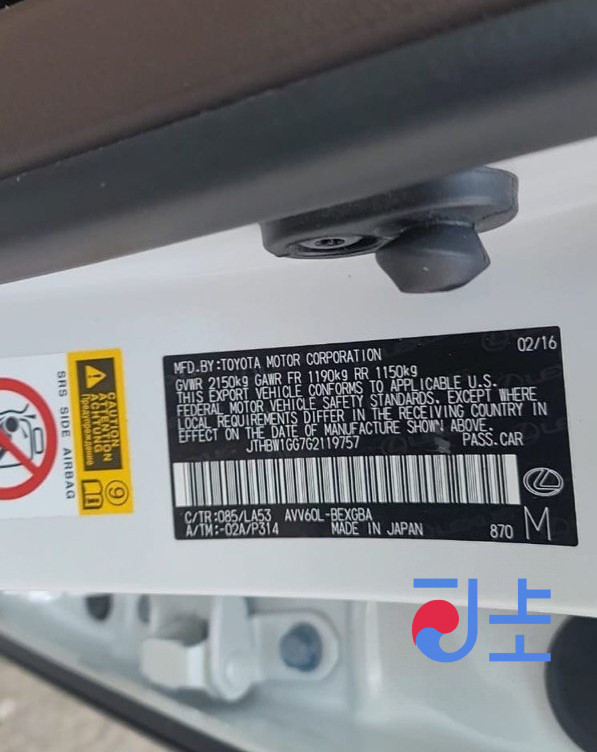 02/16
MFD.BY:TOYOTA MOTOR CORPORATION
GVWR 2150kg GAWR FR 1190kg RR 1150kg
THIS EXPORT VEHICLE CONFORMS TO APPLICABLE U.S.
FEDERAL MOTOR VEHICLE SAFETY STANDARDS, EXCEPT WHERE
LOCAL REQUIREMENTS DIFFER IN THE RECEIVING COUNTRY IN
EFFECT ON THE DATE OF MANUFACTURE SHOWN ABOVE.
JTHBW1GG7G2119757 PASS.CAR
C/TR:085/LA53 AVV60L-BEXGBA
A/TM:-02A/P314 MADE IN JAPAN 870 M
SRS SIDE AIRBAG
CAUTION
ATTENTION
ACHTUNG
Предупреждение
9